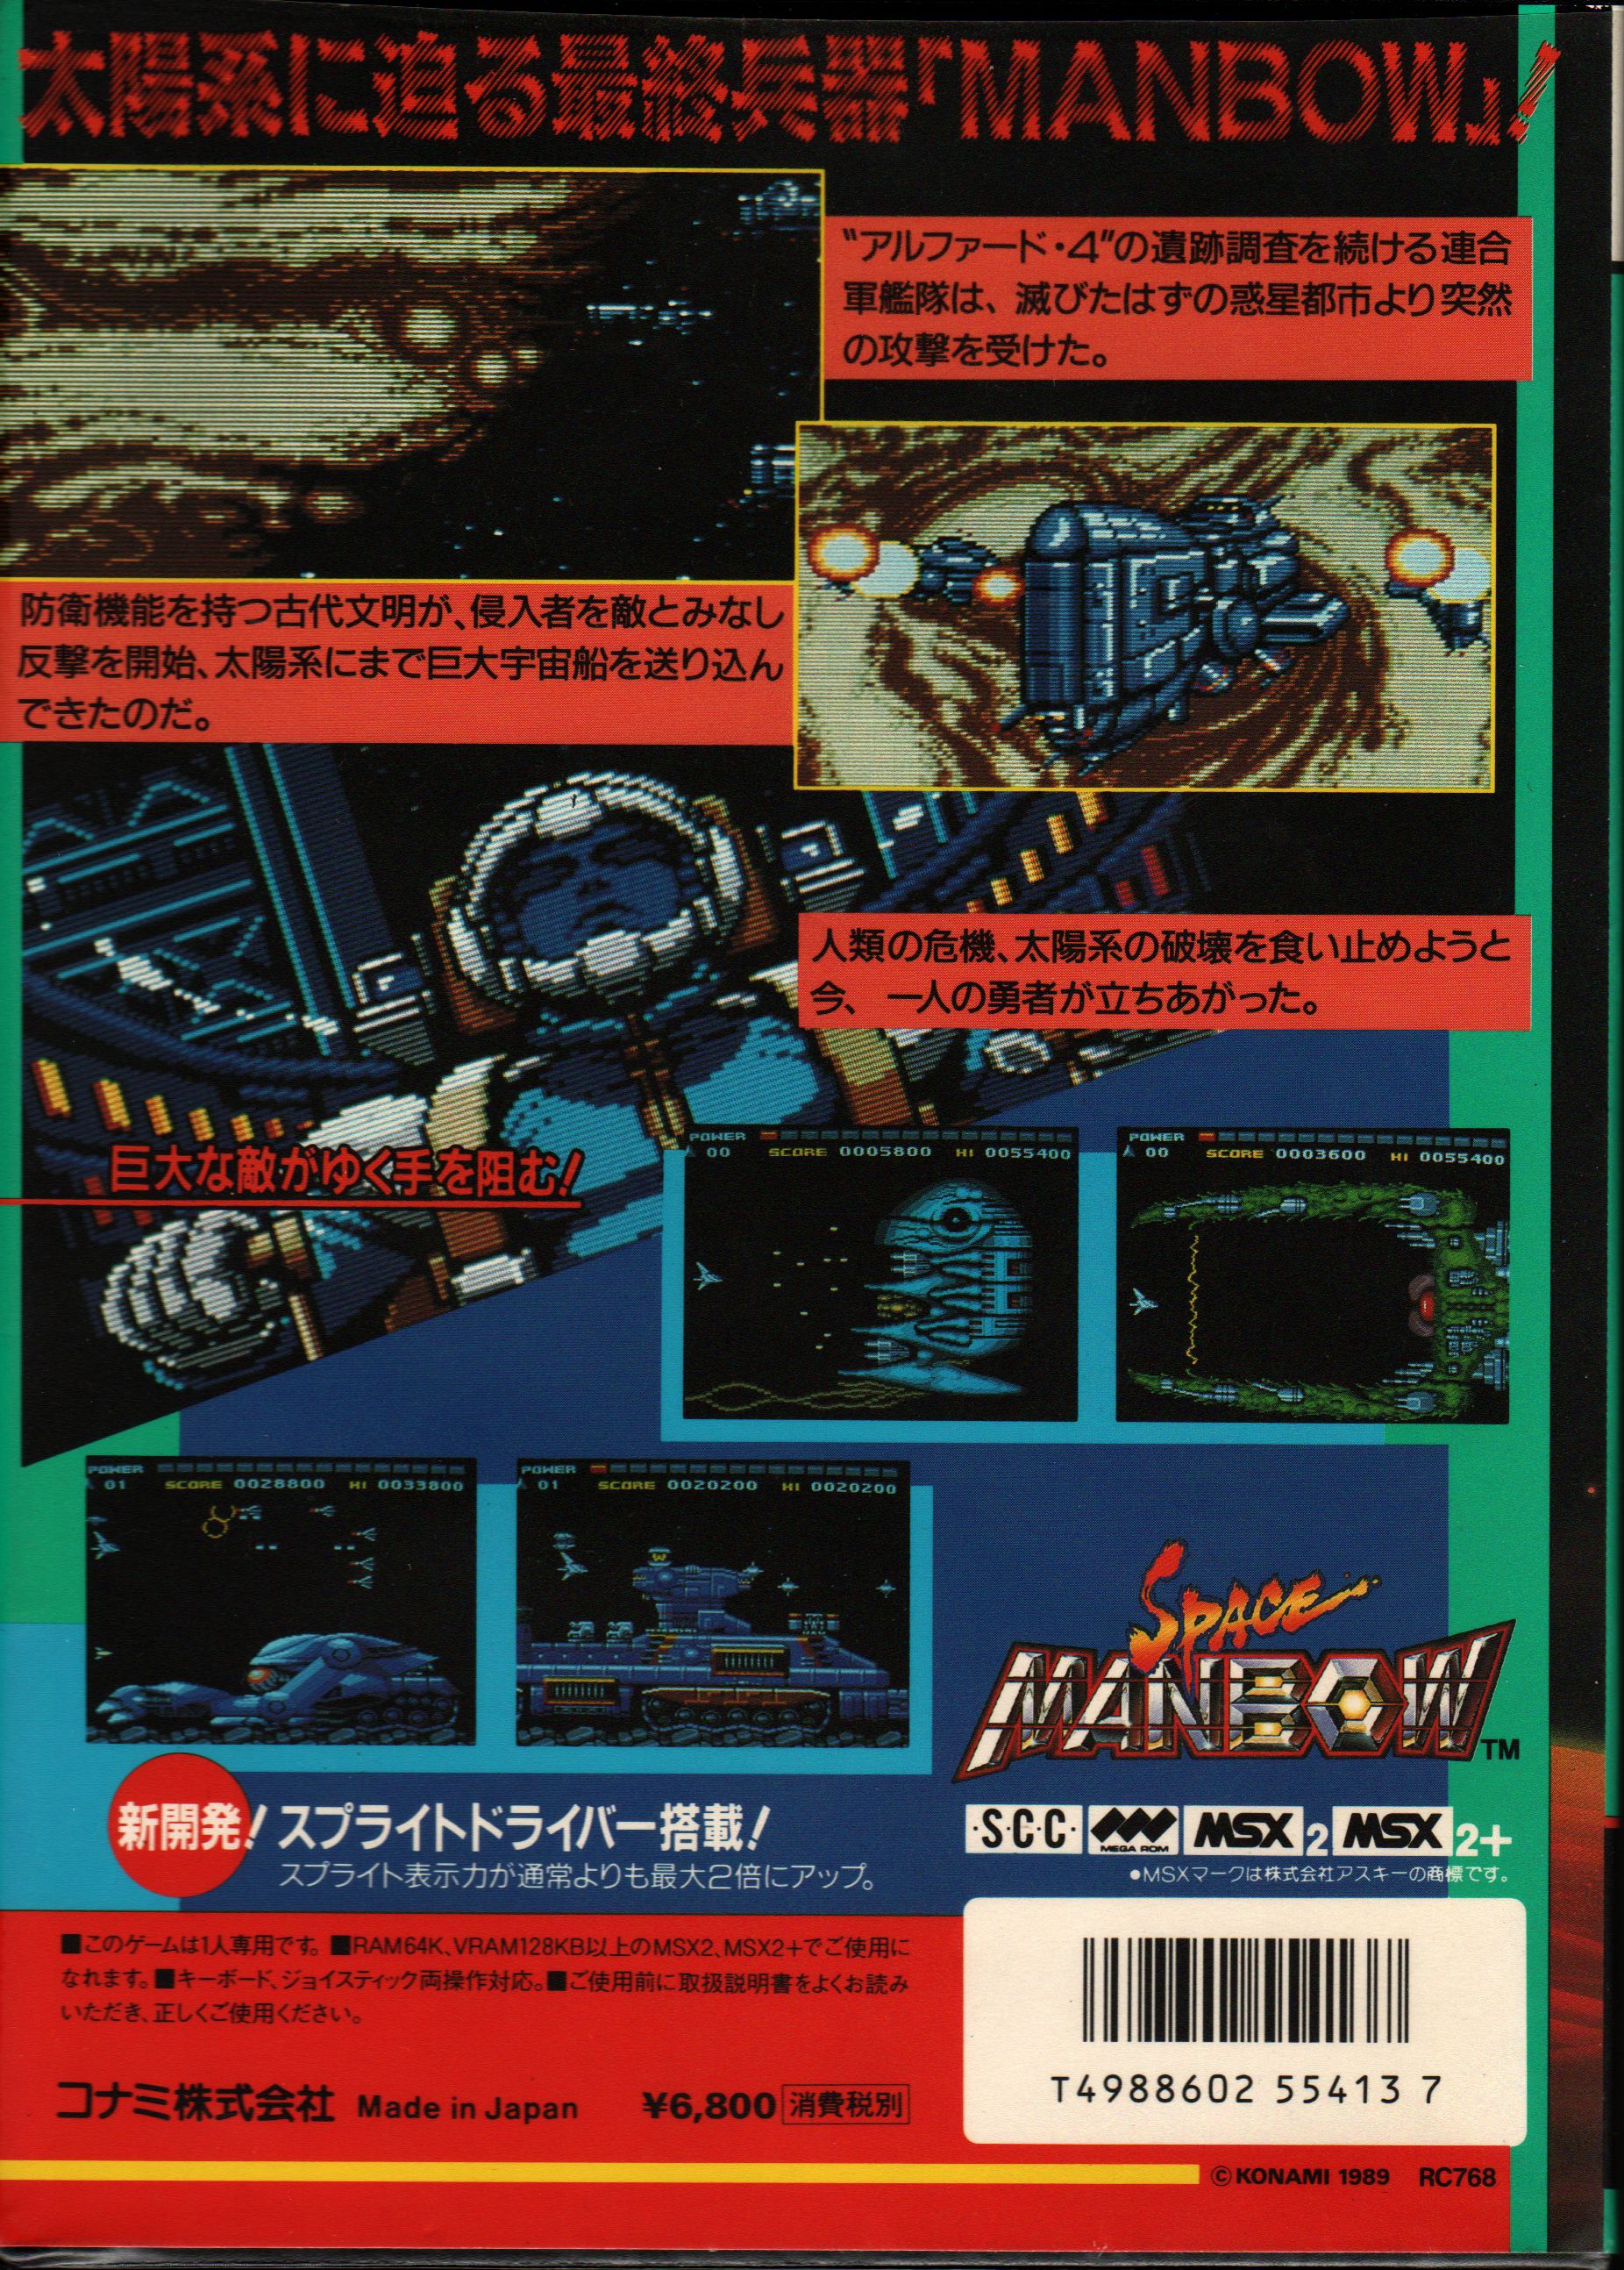 太陽系に迫る最終兵器「MANBOW」!
"アルファード・4"の遺跡調査を続ける連合
軍艦隊は、滅びたはずの惑星都市より突然
の攻撃を受けた。
防衛機能を持つ古代文明が、侵入者を敵とみなし
反撃を開始、太陽系にまで巨大宇宙船を送り込ん
できたのだ。
人類の危機、太陽系の破壊を食い止めようと
今、一人の勇者が立ちあがった。
巨大な敵がゆく手を阻む!
POWER
00 SCORE 0005800 HI 0055400
POWER
00 SCORE 0003600 HI 0055400
POWER
01 SCORE 0028800 HI 0033800
POWER
01 SCORE 0020200 HI 0020200
SPACE
MANBOW TM
新開発!スプライトドライバー搭載!
スプライト表示力が通常よりも最大2倍にアップ。
·S·C·C· MEGA ROM MSX 2 MSX 2+
●MSXマークは株式会社アスキーの商標です。
■このゲームは1人専用です。■RAM64K、VRAM128KB以上のMSX2、MSX2+でご使用に
なれます。■キーボード、ジョイスティック両操作対応。■ご使用前に取扱説明書をよくお読み
いただき、正しくご使用ください。
コナミ株式会社 Made in Japan ¥6,800 消費税別
T4988602 55413 7
©KONAMI 1989 RC768